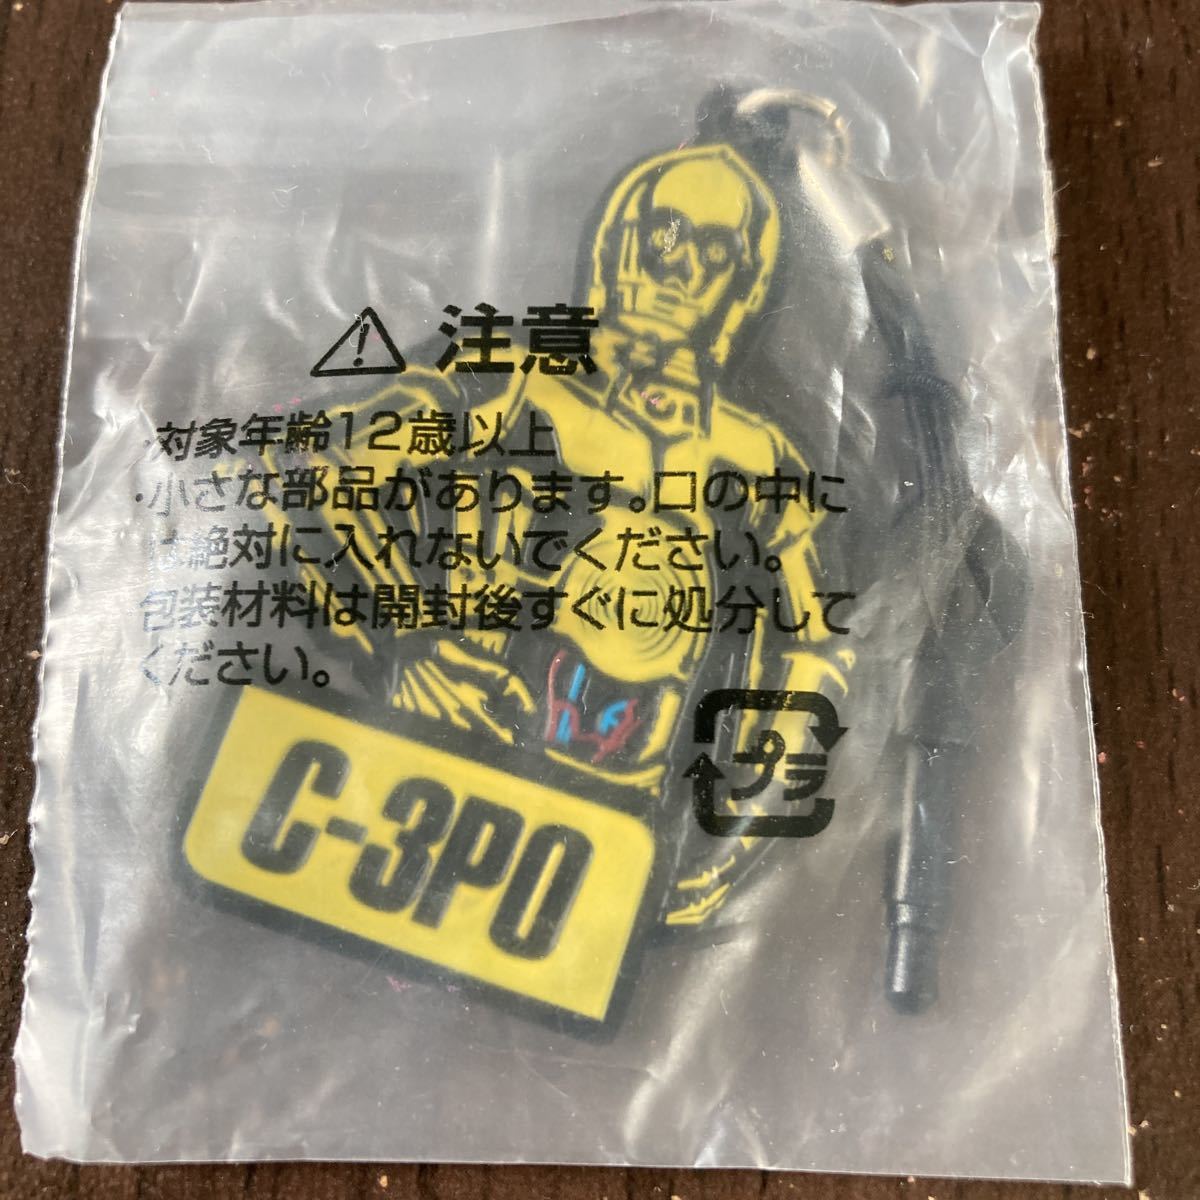 ⚠ 注意
・対象年齢12歳以上
・小さな部品があります。口の中に
は絶対に入れないでください。
包装材料は開封後すぐに処分して
ください。
プラ
C-3PO